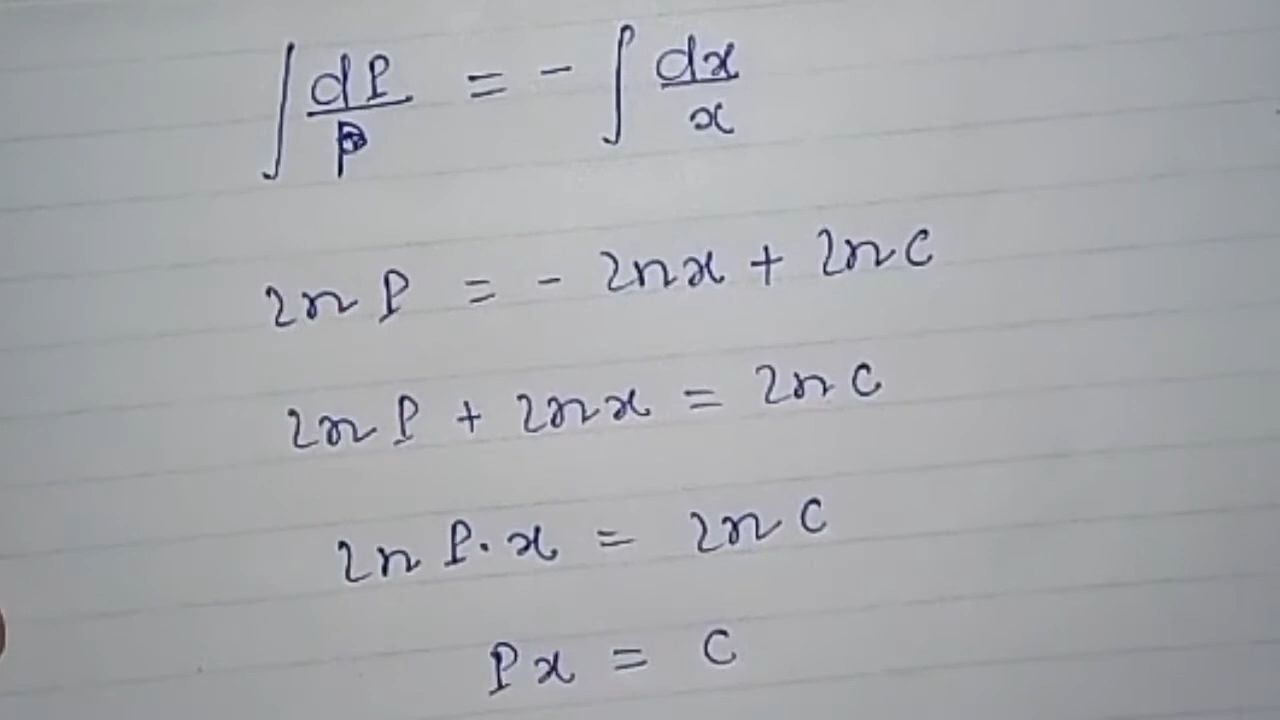 ∫ dP/P = - ∫ dx/x
ln P = - ln x + ln c
ln P + ln x = ln c
ln P . x = ln c
Px = c